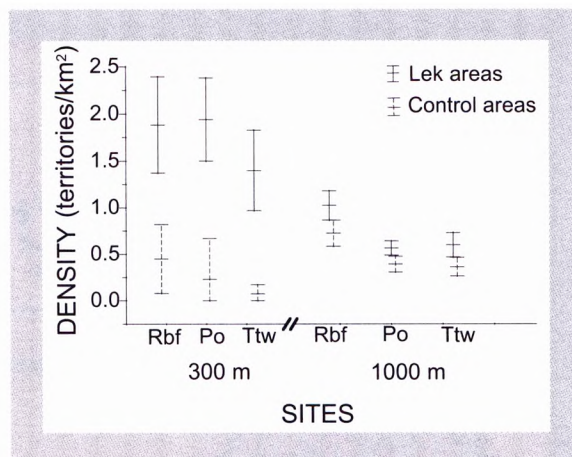 DENSITY (territories/km²)
2.5
2.0
1.5
1.0
0.5
0.0
Lek areas
Control areas
Rbf Po Ttw Rbf Po Ttw
300 m 1000 m
SITES